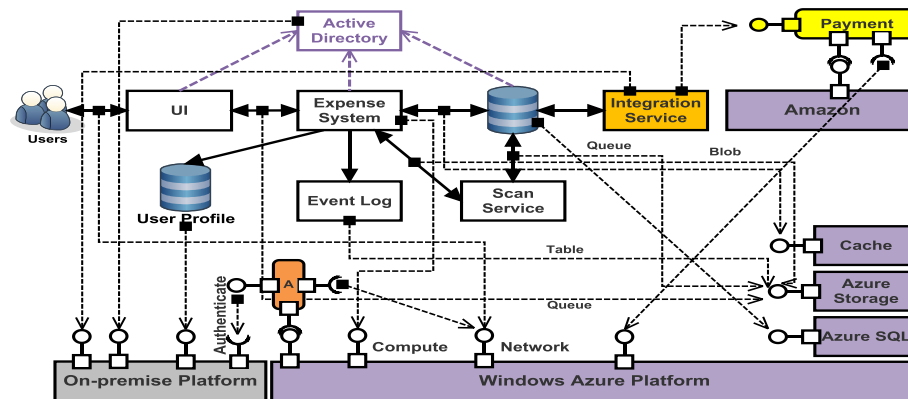 Active
Directory
Payment
Users
UI
Expense
System
Integration
Service
Amazon
Queue
Blob
User Profile
Event Log
Scan
Service
Table
Cache
A
Authenticate
Queue
Azure
Storage
Compute
Network
Azure SQL
On-premise Platform
Windows Azure Platform